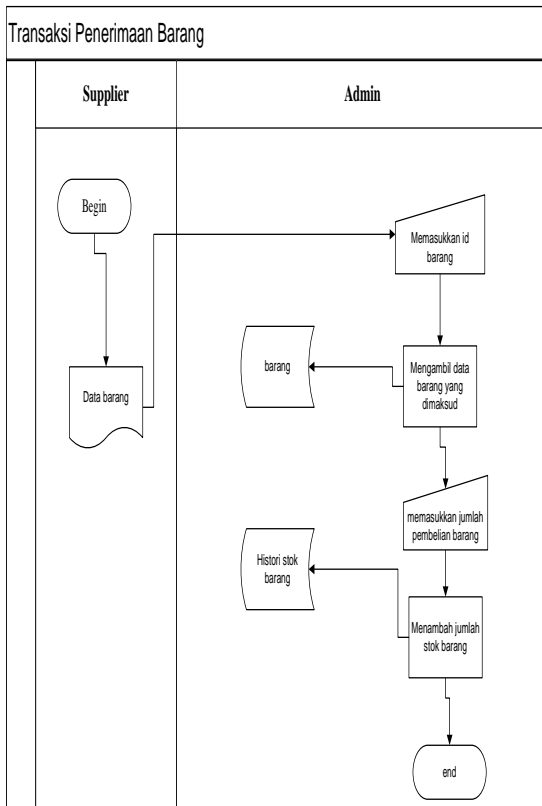 Transaksi Penerimaan Barang
Supplier
Admin
Begin
Memasukkan id
barang
Data barang
barang
Mengambil data
barang yang
dimaksud
memasukkan jumlah
pembelian barang
Histori stok
barang
Menambah jumlah
stok barang
end